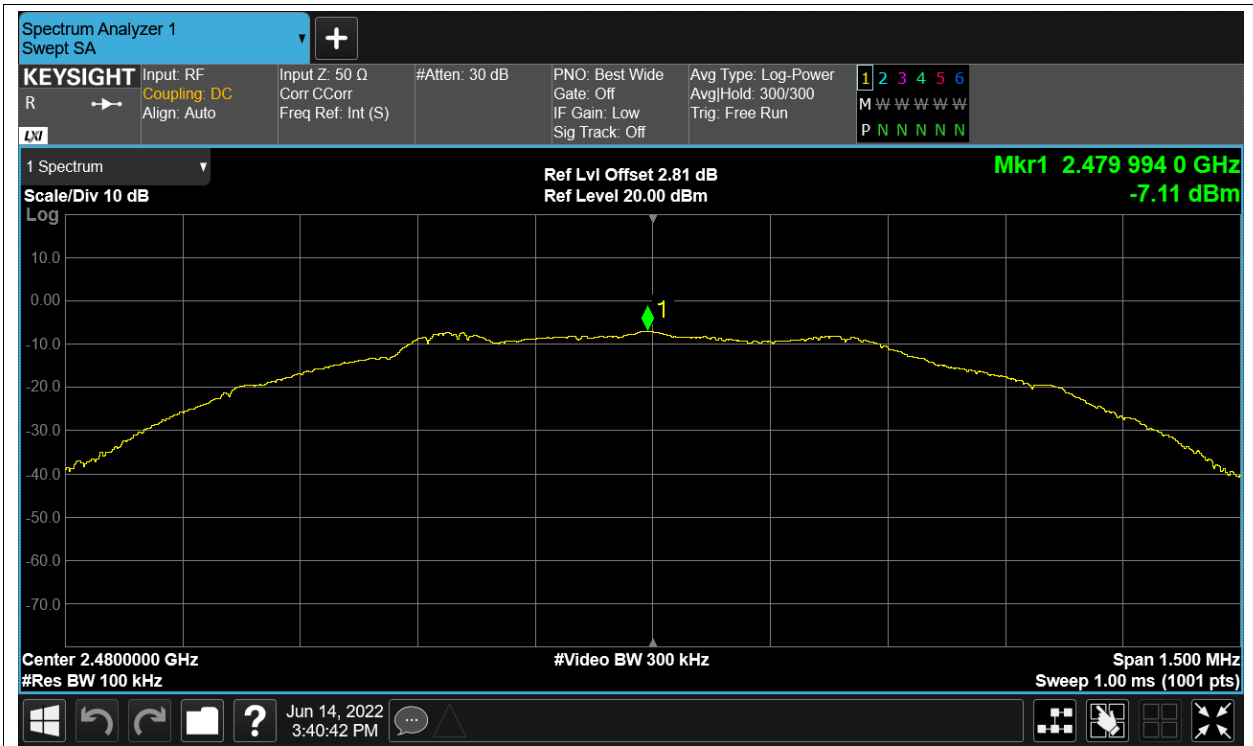 Spectrum Analyzer 1
Swept SA
+
KEYSIGHT
R
LXI
Input: RF
Coupling: DC
Align: Auto
Input Z: 50 Ω
Corr CCorr
Freq Ref: Int (S)
#Atten: 30 dB
PNO: Best Wide
Gate: Off
IF Gain: Low
Sig Track: Off
Avg Type: Log-Power
Avg|Hold: 300/300
Trig: Free Run
1 2 3 4 5 6
M W W W W W W
P N N N N N N
1 Spectrum
Scale/Div 10 dB
Ref Lvl Offset 2.81 dB
Ref Level 20.00 dBm
Mkr1 2.479 994 0 GHz
-7.11 dBm
Log
10.0
0.00
-10.0
-20.0
-30.0
-40.0
-50.0
-60.0
-70.0
1
Center 2.4800000 GHz
#Res BW 100 kHz
#Video BW 300 kHz
Span 1.500 MHz
Sweep 1.00 ms (1001 pts)
?
Jun 14, 2022
3:40:42 PM